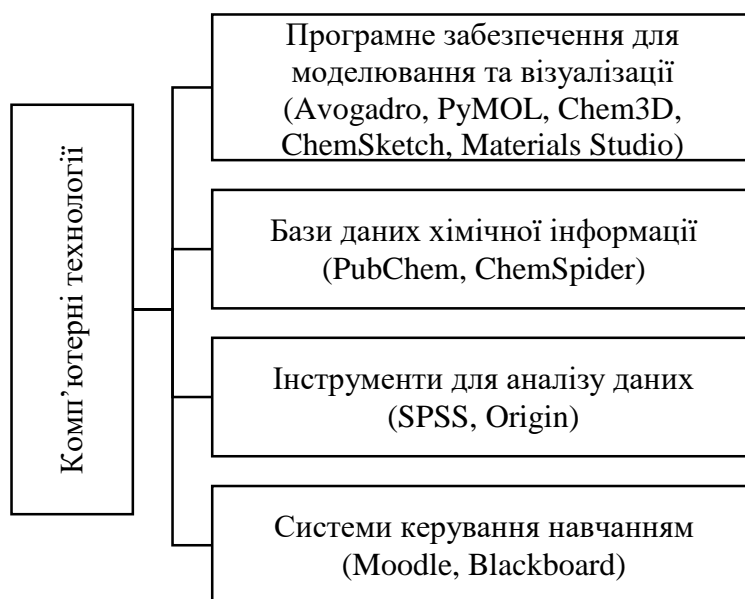 Комп’ютерні технології
Програмне забезпечення для
моделювання та візуалізації
(Avogadro, PyMOL, Chem3D,
ChemSketch, Materials Studio)
Бази даних хімічної інформації
(PubChem, ChemSpider)
Інструменти для аналізу даних
(SPSS, Origin)
Системи керування навчанням
(Moodle, Blackboard)